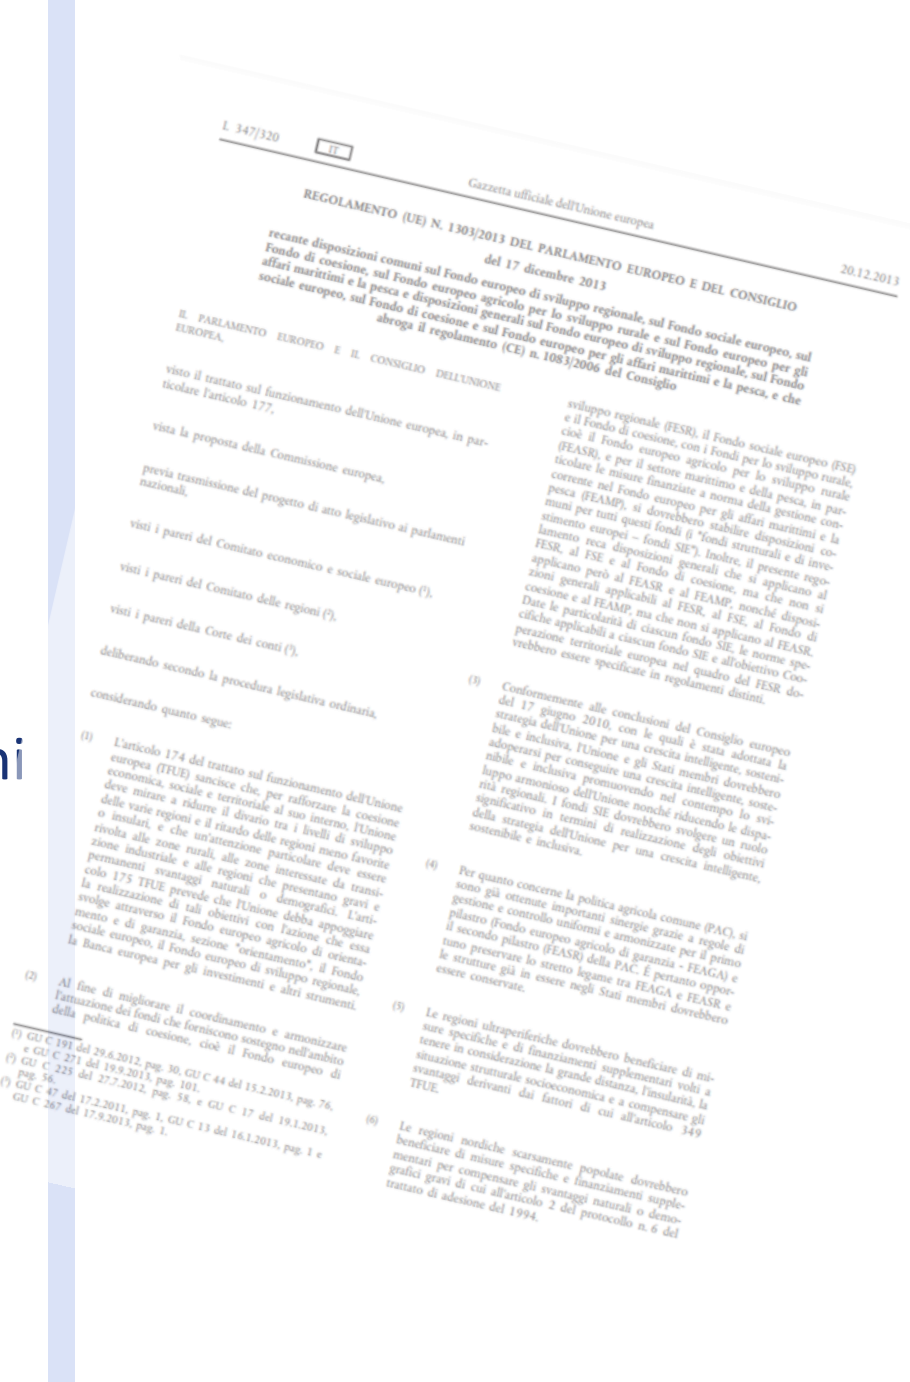 L 347/320
IT
Gazzetta ufficiale dell'Unione europea
20.12.2013
REGOLAMENTO (UE) N. 1303/2013 DEL PARLAMENTO EUROPEO E DEL CONSIGLIO
del 17 dicembre 2013
recante disposizioni comuni sul Fondo europeo di sviluppo regionale, sul Fondo sociale europeo, sul
Fondo di coesione, sul Fondo europeo agricolo per lo sviluppo rurale e sul Fondo europeo per gli
affari marittimi e la pesca e disposizioni generali sul Fondo europeo di sviluppo regionale, sul Fondo
sociale europeo, sul Fondo di coesione e sul Fondo europeo per gli affari marittimi e la pesca, e che
abroga il regolamento (CE) n. 1083/2006 del Consiglio
IL PARLAMENTO EUROPEO E IL CONSIGLIO DELL'UNIONE
EUROPEA,
visto il trattato sul funzionamento dell'Unione europea, in par-
ticolare l'articolo 177,
vista la proposta della Commissione europea,
previa trasmissione del progetto di atto legislativo ai parlamenti
nazionali,
visti i pareri del Comitato economico e sociale europeo (¹),
visti i pareri del Comitato delle regioni (²),
visti i pareri della Corte dei conti (³),
deliberando secondo la procedura legislativa ordinaria,
considerando quanto segue:
(1) L'articolo 174 del trattato sul funzionamento dell'Unione
europea (TFUE) sancisce che, per rafforzare la coesione
economica, sociale e territoriale al suo interno, l'Unione
deve mirare a ridurre il divario tra i livelli di sviluppo
delle varie regioni e il ritardo delle regioni meno favorite
o insulari, e che un'attenzione particolare deve essere
rivolta alle zone rurali, alle zone interessate da transi-
zione industriale e alle regioni che presentano gravi e
permanenti svantaggi naturali o demografici. L'arti-
colo 175 TFUE prevede che l'Unione debba appoggiare
la realizzazione di tali obiettivi con l'azione che essa
svolge attraverso il Fondo europeo agricolo di orienta-
mento e di garanzia, sezione "orientamento", il Fondo
sociale europeo, il Fondo europeo di sviluppo regionale,
la Banca europea per gli investimenti e altri strumenti.
(2) Al fine di migliorare il coordinamento e armonizzare
l'attuazione dei fondi che forniscono sostegno nell'ambito
della politica di coesione, cioè il Fondo europeo di
(¹) GU C 191 del 29.6.2012, pag. 30, GU C 44 del 15.2.2013, pag. 76,
e GU C 271 del 19.9.2013, pag. 101.
(²) GU C 225 del 27.7.2012, pag. 58, e GU C 17 del 19.1.2013,
pag. 56.
(³) GU C 47 del 17.2.2011, pag. 1, GU C 13 del 16.1.2013, pag. 1 e
GU C 267 del 17.9.2013, pag. 1.
sviluppo regionale (FESR), il Fondo sociale europeo (FSE)
e il Fondo di coesione, con i Fondi per lo sviluppo rurale,
cioè il Fondo europeo agricolo per lo sviluppo rurale
(FEASR), e per il settore marittimo e della pesca, in par-
ticolare le misure finanziate a norma della gestione con-
corrente nel Fondo europeo per gli affari marittimi e la
pesca (FEAMP), si dovrebbero stabilire disposizioni co-
muni per tutti questi fondi (i "fondi strutturali e di inve-
stimento europei – fondi SIE"). Inoltre, il presente rego-
lamento reca disposizioni generali che si applicano al
FESR, al FSE e al Fondo di coesione, ma che non si
applicano però al FEASR e al FEAMP, nonché disposi-
zioni generali applicabili al FESR, al FSE, al Fondo di
coesione e al FEAMP, ma che non si applicano al FEASR.
Date le particolarità di ciascun fondo SIE, le norme spe-
cifiche applicabili a ciascun fondo SIE e all'obiettivo Coo-
perazione territoriale europea nel quadro del FESR do-
vrebbero essere specificate in regolamenti distinti.
(3) Conformemente alle conclusioni del Consiglio europeo
del 17 giugno 2010, con le quali è stata adottata la
strategia dell'Unione per una crescita intelligente, sosteni-
bile e inclusiva, l'Unione e gli Stati membri dovrebbero
adoperarsi per conseguire una crescita intelligente, soste-
nibile e inclusiva promuovendo nel contempo lo svi-
luppo armonioso dell'Unione nonché riducendo le dispa-
rità regionali. I fondi SIE dovrebbero svolgere un ruolo
significativo in termini di realizzazione degli obiettivi
della strategia dell'Unione per una crescita intelligente,
sostenibile e inclusiva.
(4) Per quanto concerne la politica agricola comune (PAC), si
sono già ottenute importanti sinergie grazie a regole di
gestione e controllo uniformi e armonizzate per il primo
pilastro (Fondo europeo agricolo di garanzia - FEAGA) e
il secondo pilastro (FEASR) della PAC. È pertanto oppor-
tuno preservare lo stretto legame tra FEAGA e FEASR e
le strutture già in essere negli Stati membri dovrebbero
essere conservate.
(5) Le regioni ultraperiferiche dovrebbero beneficiare di mi-
sure specifiche e di finanziamenti supplementari volti a
tenere in considerazione la grande distanza, l'insularità, la
situazione strutturale socioeconomica e a compensare gli
svantaggi derivanti dai fattori di cui all'articolo 349
TFUE.
(6) Le regioni nordiche scarsamente popolate dovrebbero
beneficiare di misure specifiche e finanziamenti supple-
mentari per compensare gli svantaggi naturali o demo-
grafici gravi di cui all'articolo 2 del protocollo n. 6 del
trattato di adesione del 1994.